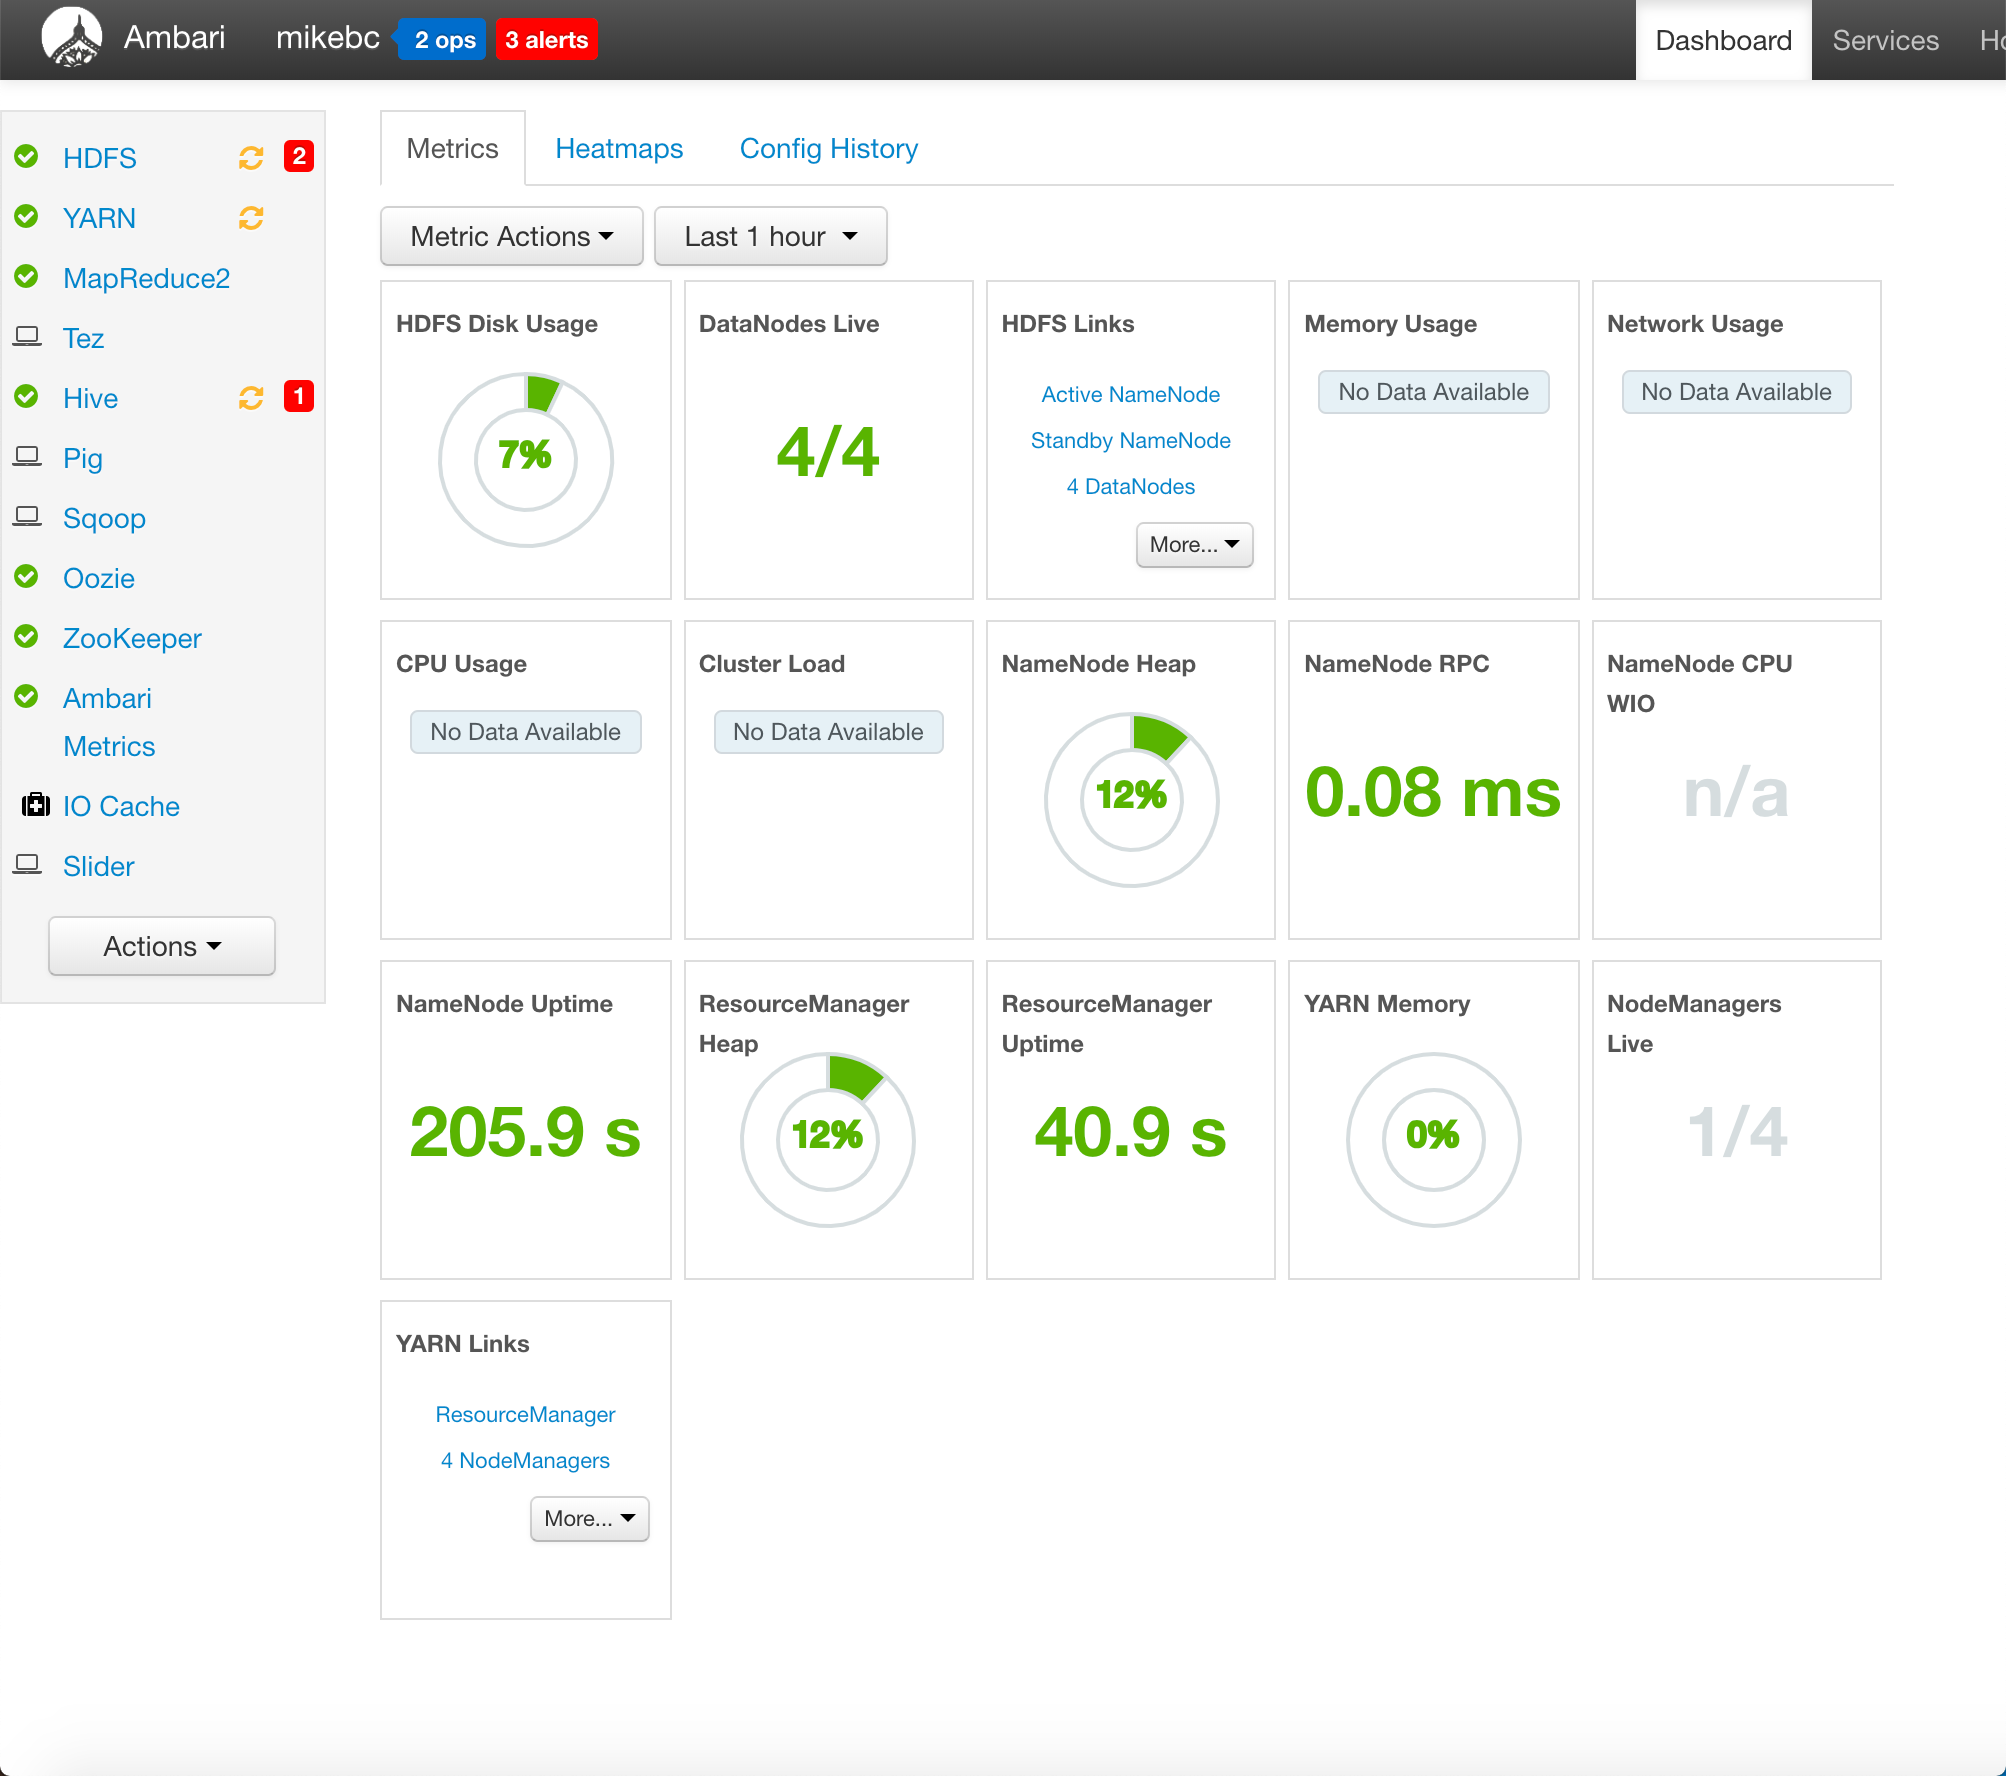 Ambari mikebc 2 ops 3 alerts Dashboard Services Ho
HDFS 2
YARN
MapReduce2
Tez
Hive 1
Pig
Sqoop
Oozie
ZooKeeper
Ambari
Metrics
IO Cache
Slider
Actions
Metrics Heatmaps Config History
Metric Actions Last 1 hour
HDFS Disk Usage
7%
DataNodes Live
4/4
HDFS Links
Active NameNode
Standby NameNode
4 DataNodes
More...
Memory Usage
No Data Available
Network Usage
No Data Available
CPU Usage
No Data Available
Cluster Load
No Data Available
NameNode Heap
12%
NameNode RPC
0.08 ms
NameNode CPU
WIO
n/a
NameNode Uptime
205.9 s
ResourceManager
Heap
12%
ResourceManager
Uptime
40.9 s
YARN Memory
0%
NodeManagers
Live
1/4
YARN Links
ResourceManager
4 NodeManagers
More...